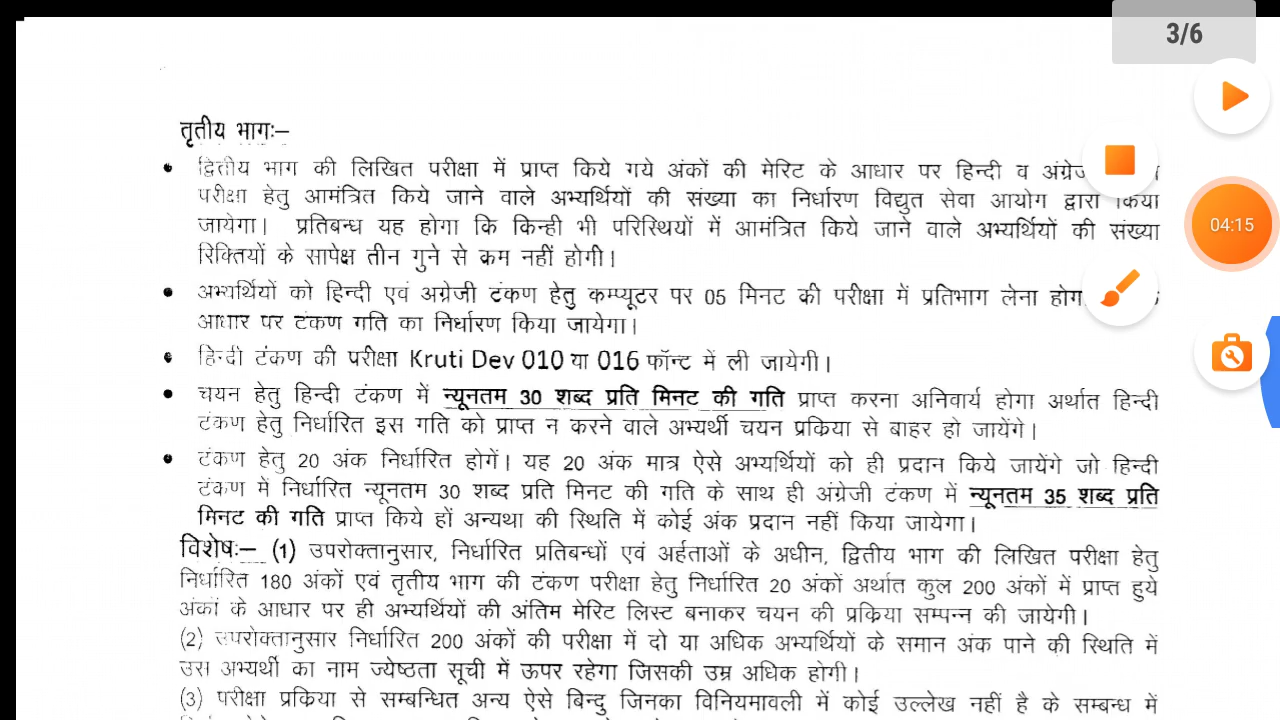 3/6
04:15
तृतीय भागः–
• द्वितीय भाग की लिखित परीक्षा में प्राप्त किये गये अंकों की मेरिट के आधार पर हिन्दी व
परीक्षा हेतु आमंत्रित किये जाने वाले अभ्यर्थियों की संख्या का निर्धारण विद्युत सेवा आयोग द्वारा किया
जायेगा। प्रतिबन्ध यह होगा कि किन्ही भी परिस्थियों में आमंत्रित किये जाने वाले अभ्यर्थियों की संख्या
रिक्तियों के सापेक्ष तीन गुने से क्रम नहीं होगी।
• अभ्यर्थियों को हिन्दी एवं अग्रेजी टंकण हेतु कम्प्यूटर पर 05 मिनट की परीक्षा में प्रतिभाग लेना
आधार पर टंकण गति का निर्धारण किया जायेगा।
• हिन्दी टंकण की परीक्षा Kruti Dev 010 या 016 फॉन्ट में ली जायेगी।
• चयन हेतु हिन्दी टंकण में न्यूनतम 30 शब्द प्रति मिनट की गति प्राप्त करना अनिवार्य होगा अर्थात हिन्दी
टंकण हेतु निर्धारित इस गति को प्राप्त न करने वाले अभ्यर्थी चयन प्रकिया से बाहर हो जायेंगे।
• टंकण हेतु 20 अंक निर्धारित होगें। यह 20 अंक मात्र ऐसे अभ्यर्थियों को ही प्रदान किये जायेंगे जो हिन्दी
टंकण में निर्धारित न्यूनतम 30 शब्द प्रति मिनट की गति के साथ ही अंग्रेजी टंकण में न्यूनतम 35 शब्द प्रति
मिनट की गति प्राप्त किये हों अन्यथा की स्थिति में कोई अंक प्रदान नहीं किया जायेगा।
विशेषः– (1) उपरोक्तानुसार, निर्धारित प्रतिबन्धों एवं अर्हताओं के अधीन, द्वितीय भाग की लिखित परीक्षा हेतु
निर्धारित 180 अंकों एवं तृतीय भाग की टंकण परीक्षा हेतु निर्धारित 20 अंकों अर्थात कुल 200 अंकों में प्राप्त हुये
अंकों के आधार पर ही अभ्यर्थियों की अंतिम मेरिट लिस्ट बनाकर चयन की प्रकिया सम्पन्न की जायेगी।
(2) उपरोक्तानुसार निर्धारित 200 अंकों की परीक्षा में दो या अधिक अभ्यर्थियों के समान अंक पाने की स्थिति में
उस अभ्यर्थी का नाम ज्येष्ठता सूची में ऊपर रहेगा जिसकी उम्र अधिक होगी।
(3) परीक्षा प्रकिया से सम्बन्धित अन्य ऐसे बिन्दु जिनका विनियमावली में कोई उल्लेख नहीं है के सम्बन्ध में